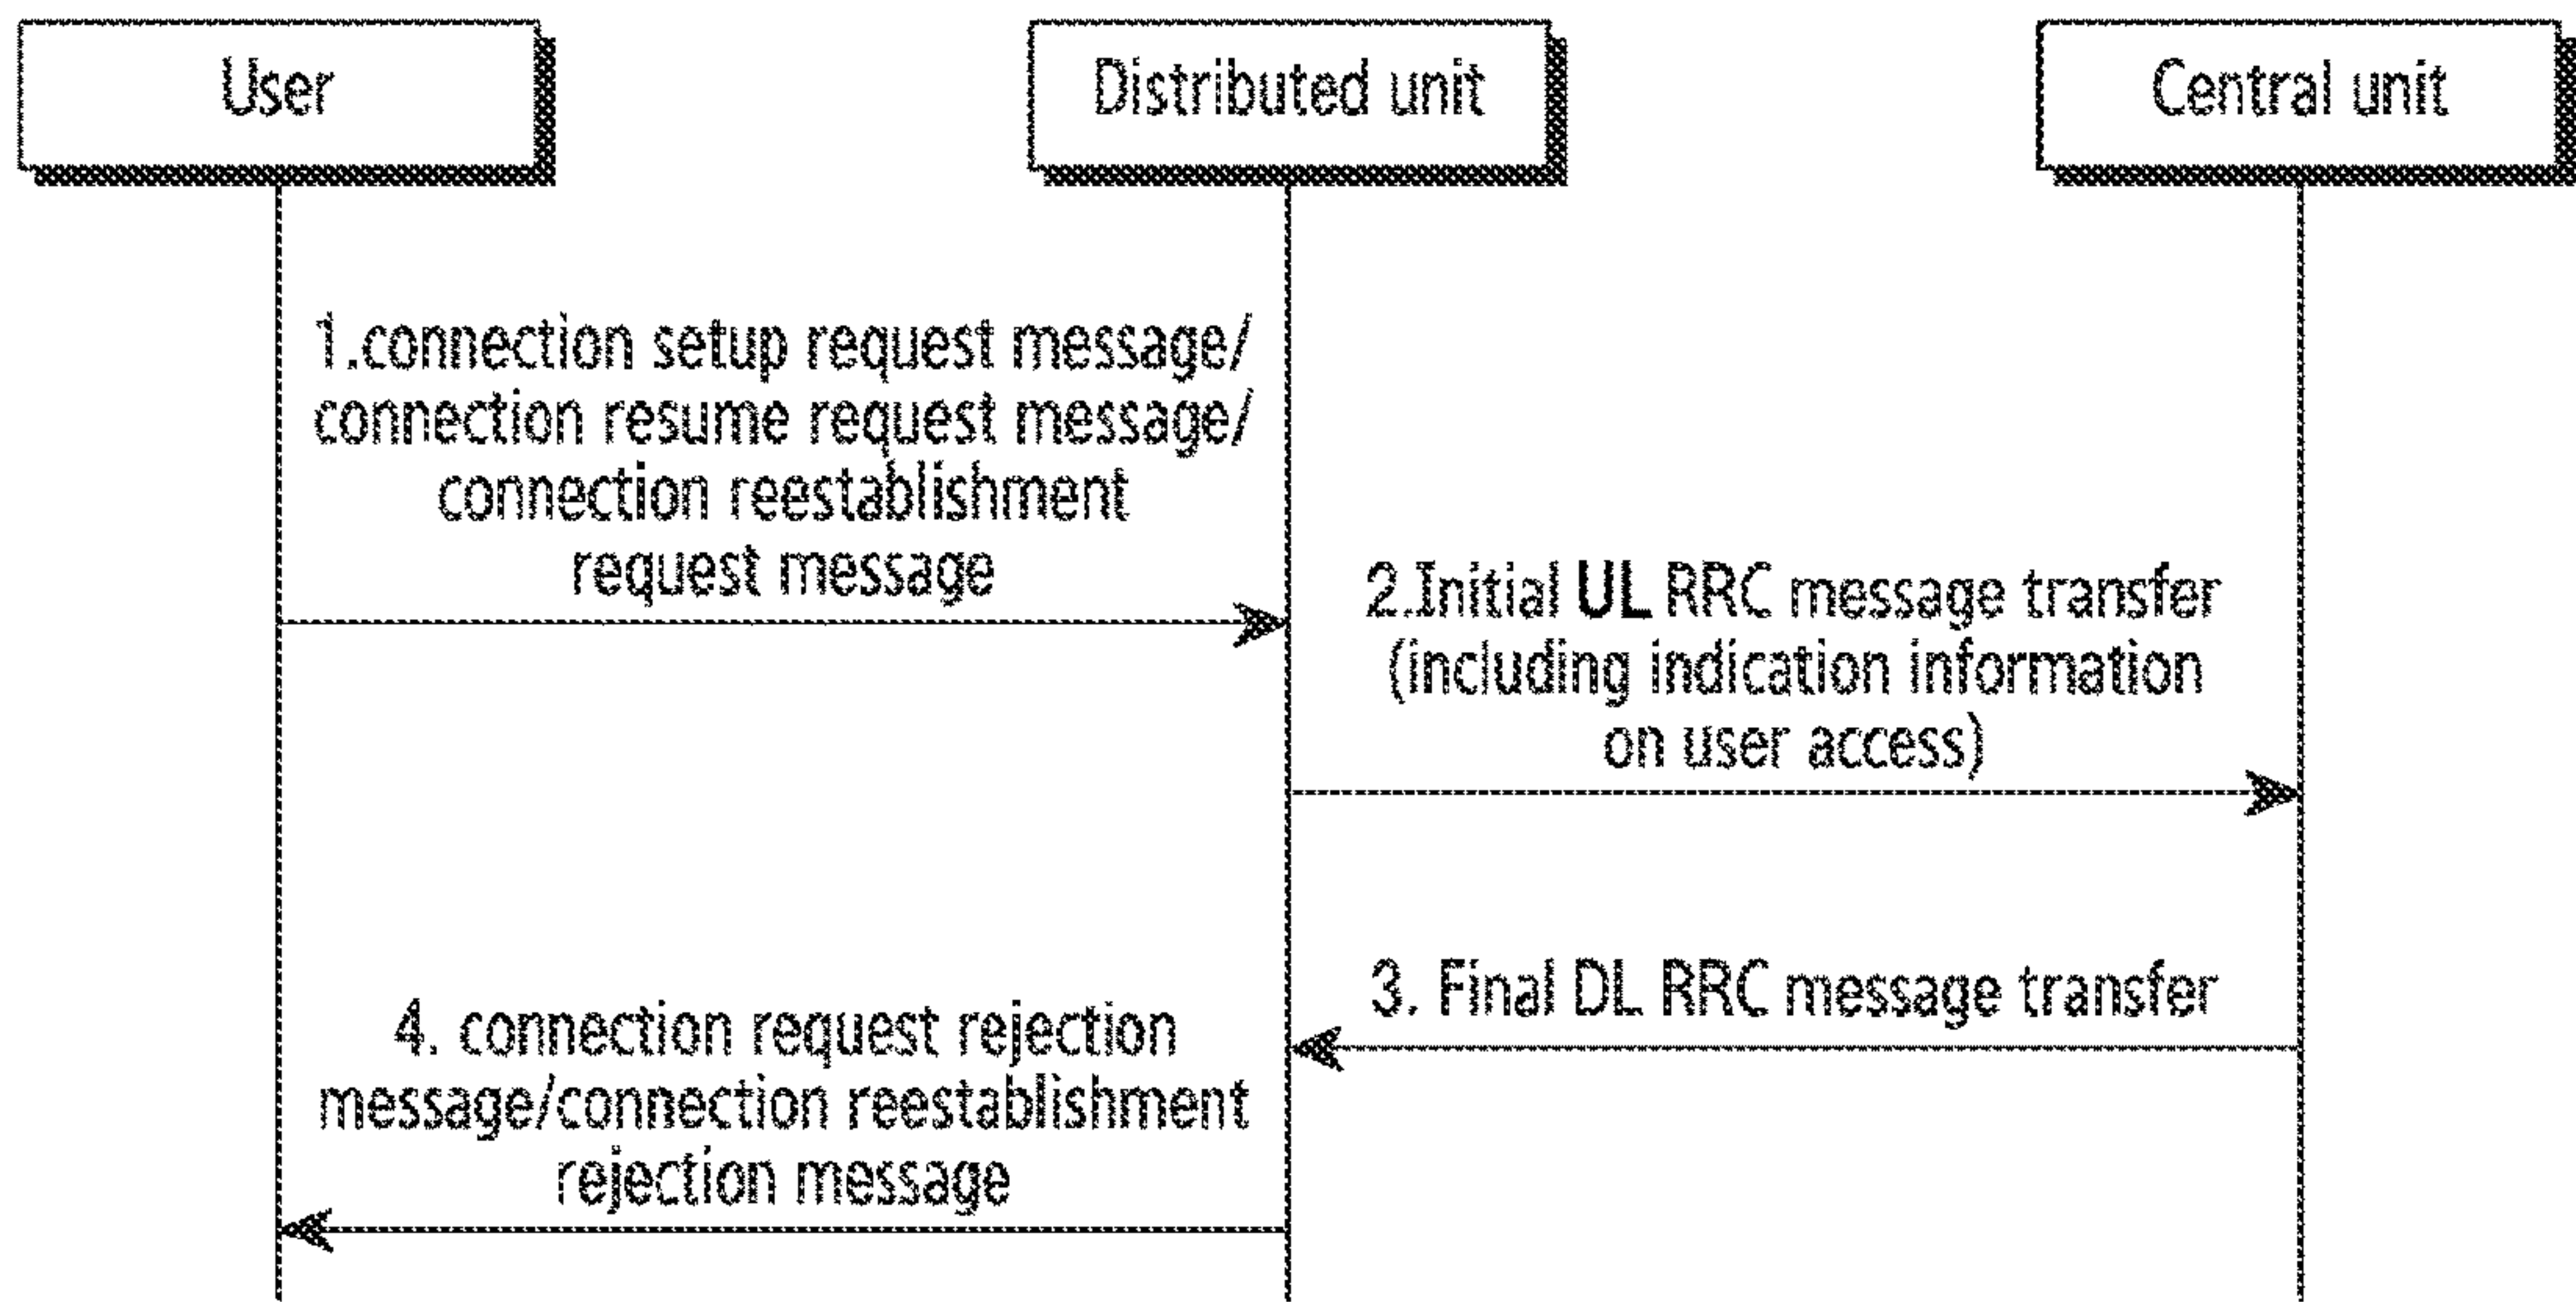 User
Distributed unit
Central unit
1.connection setup request message/
connection resume request message/
connection reestablishment
request message
2.Initial UL RRC message transfer
(including indication information
on user access)
3. Final DL RRC message transfer
4. connection request rejection
message/connection reestablishment
rejection message